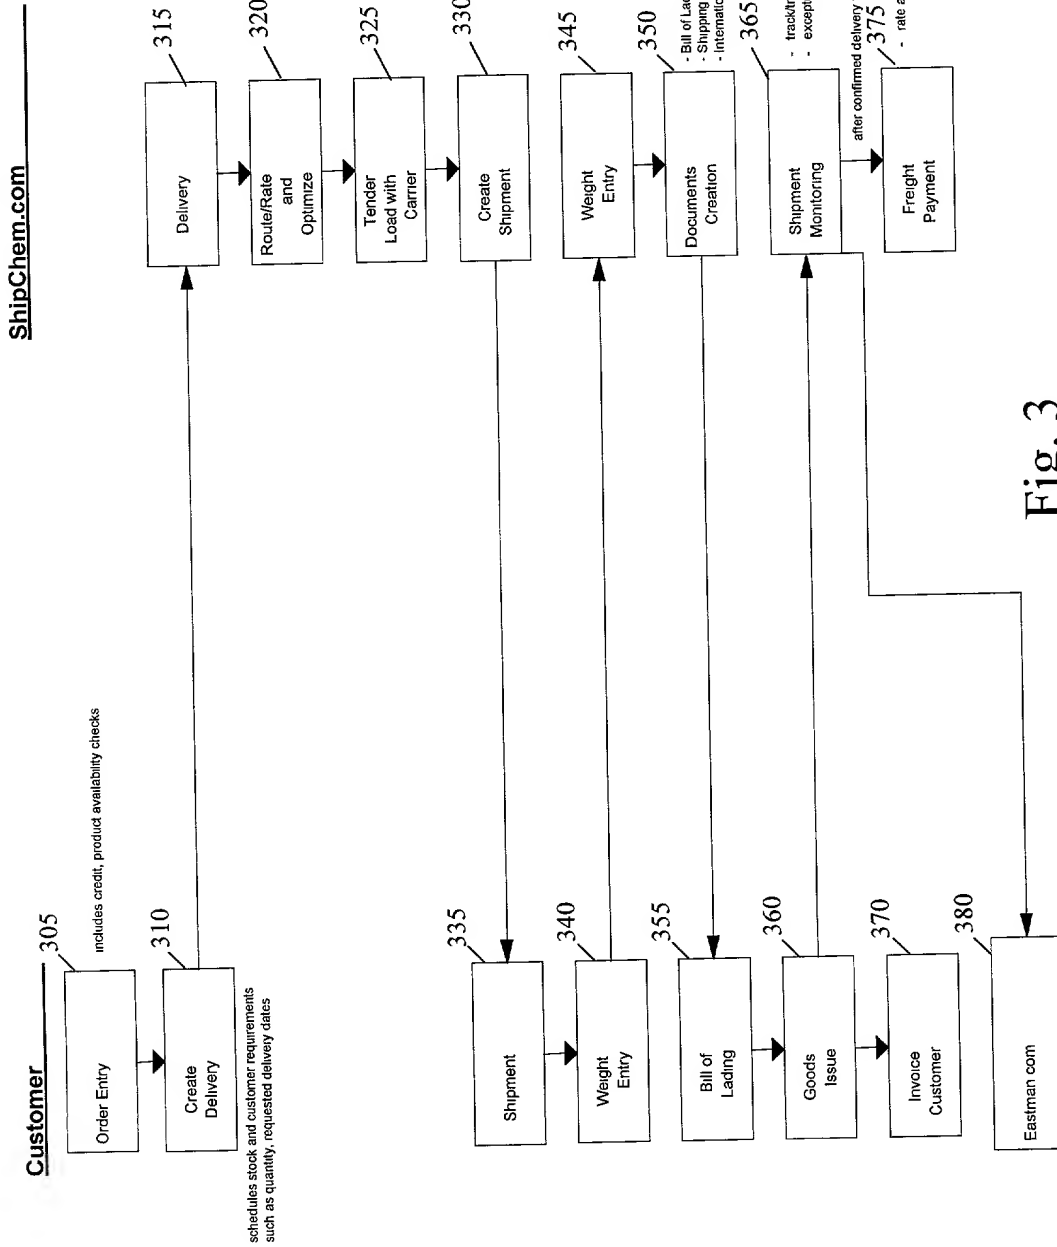 Customer
ShipChem.com
305
Order Entry
includes credit, product availability checks
310
Create
Delivery
schedules stock and customer requirements
such as quantity, requested delivery dates
315
Delivery
320
Route/Rate
and
Optimize
325
Tender
Load with
Carrier
330
Create
Shipment
335
Shipment
340
Weight
Entry
345
Weight
Entry
350
Documents
Creation
- Bill of Lad
- Shipping
- Internatio
355
Bill of
Lading
360
Goods
Issue
365
Shipment
Monitoring
- track/tr
- except
370
Invoice
Customer
after confirmed delivery
375
- rate a
Freight
Payment
380
Eastman com
Fig. 3